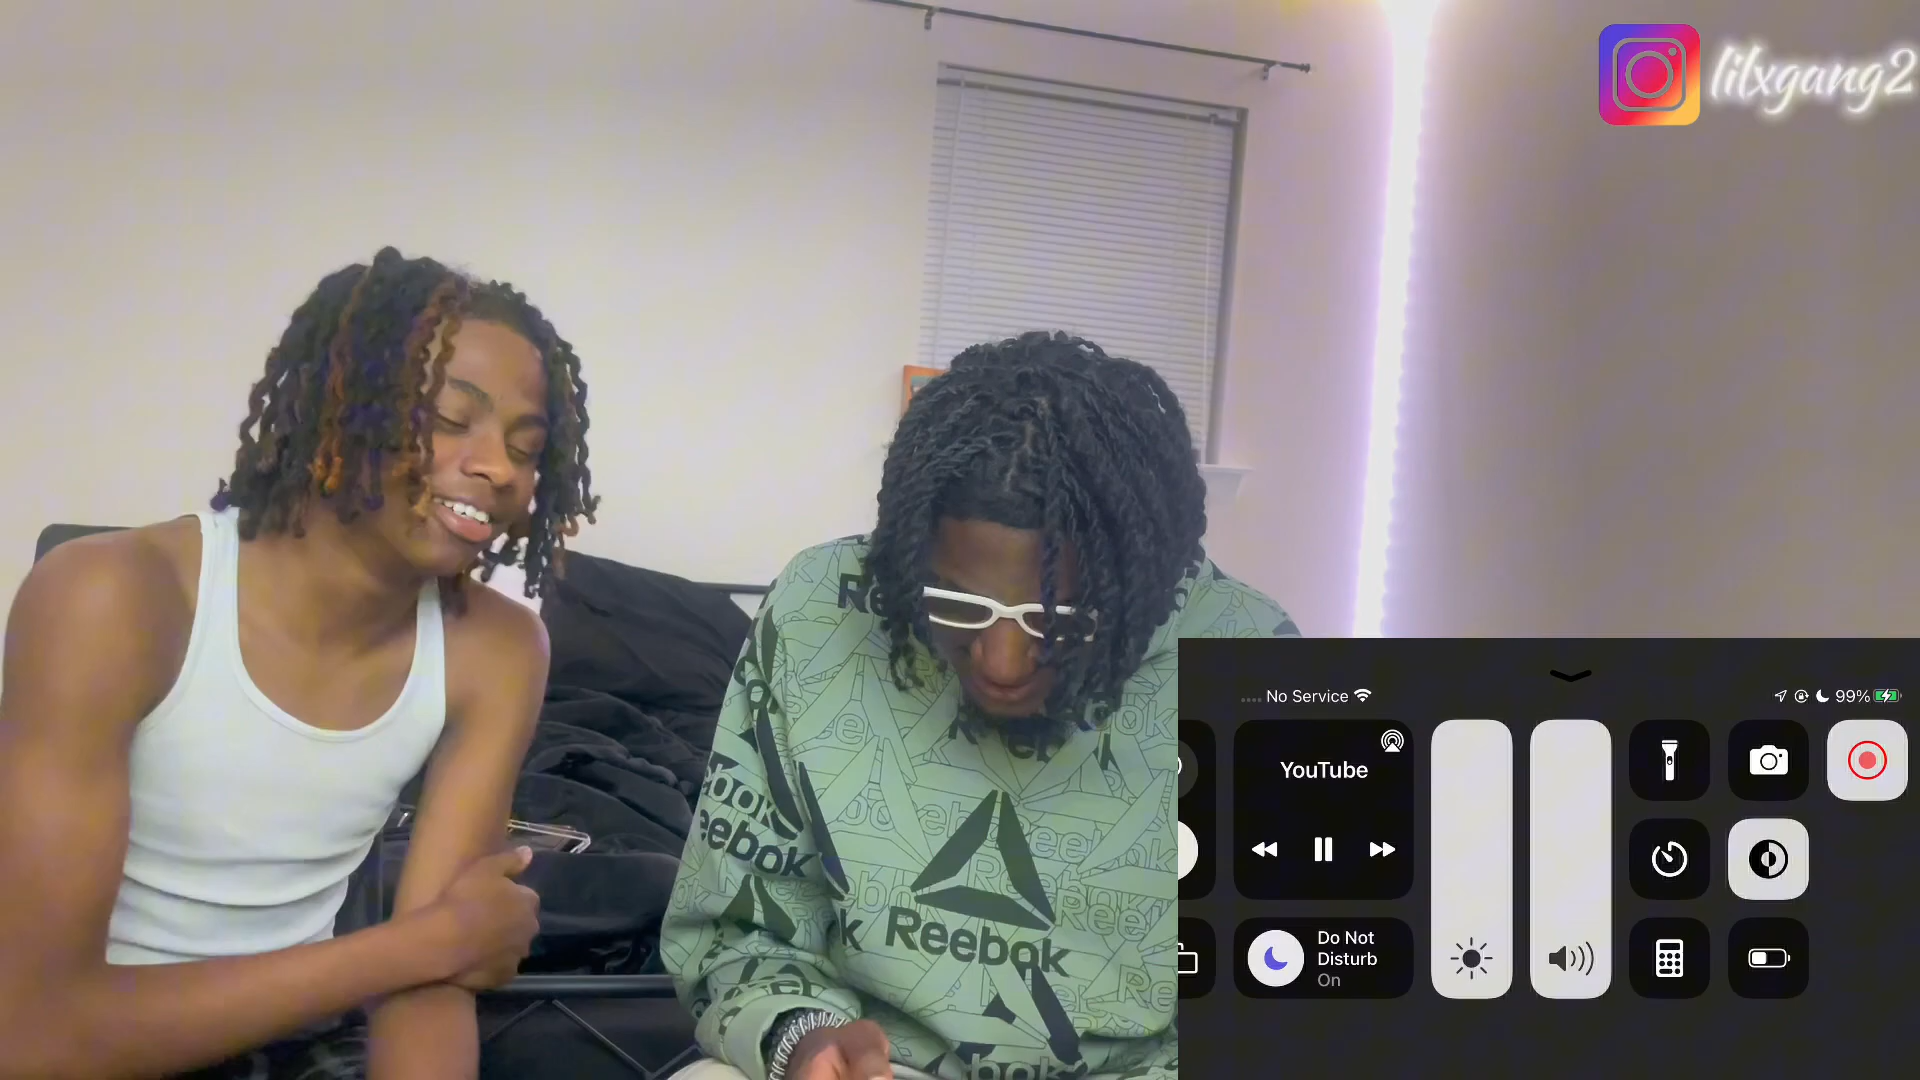 lilxgang2
No Service
99%
YouTube
Do Not
Disturb
On
Reebok
Reebok